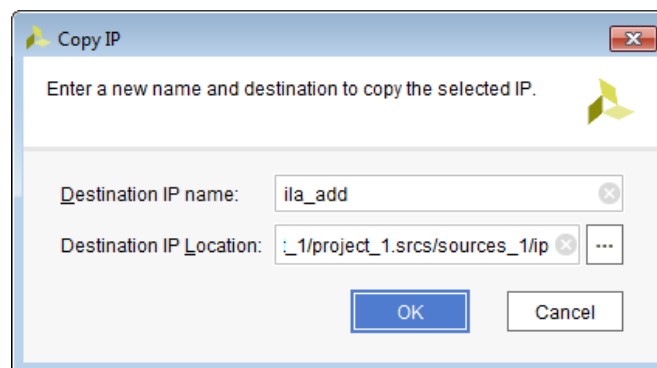 Copy IP
Enter a new name and destination to copy the selected IP.
Destination IP name: ila_add
Destination IP Location: :_1/project_1.srcs/sources_1/ip ...
OK Cancel